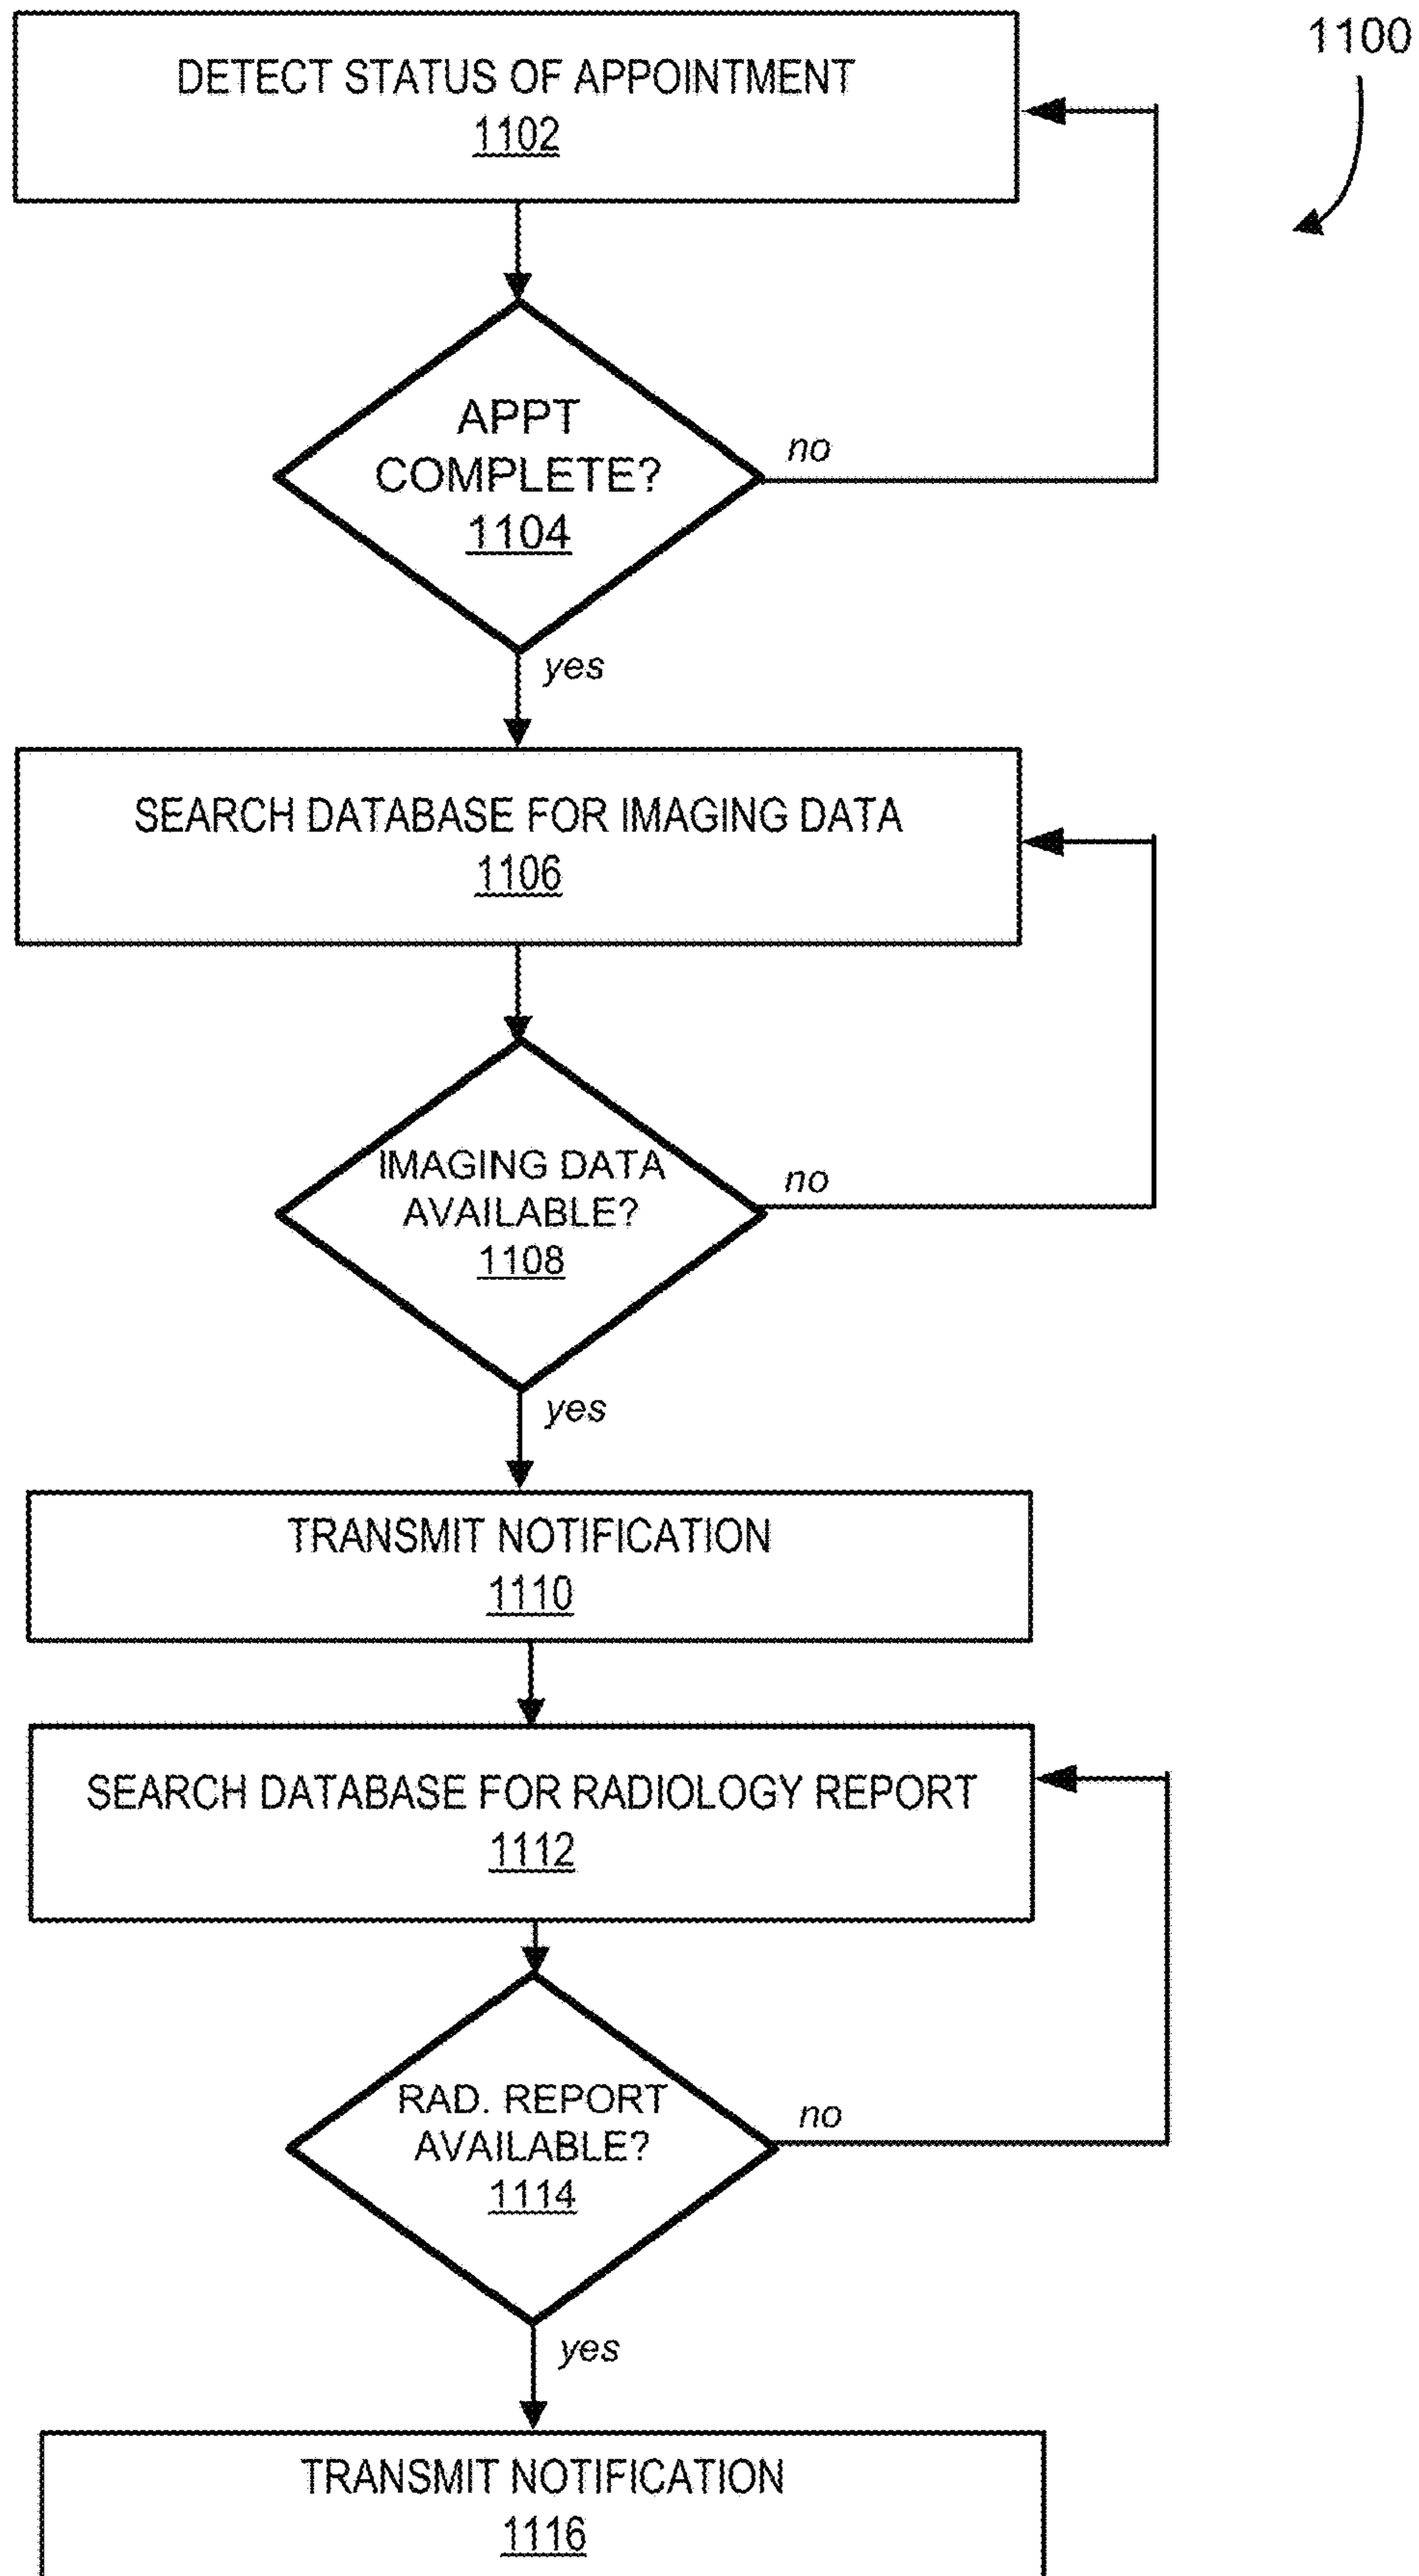 1100
DETECT STATUS OF APPOINTMENT
1102
APPT
COMPLETE?
1104
no
yes
SEARCH DATABASE FOR IMAGING DATA
1106
IMAGING DATA
AVAILABLE?
1108
no
yes
TRANSMIT NOTIFICATION
1110
SEARCH DATABASE FOR RADIOLOGY REPORT
1112
RAD. REPORT
AVAILABLE?
1114
no
yes
TRANSMIT NOTIFICATION
1116